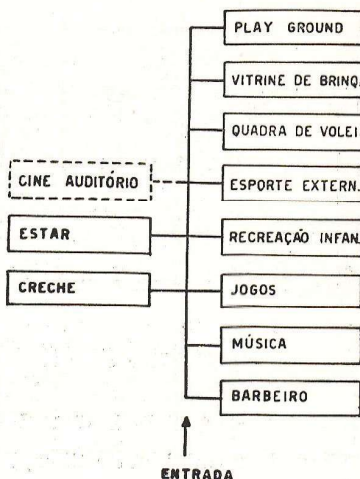 PLAY GROUND
VITRINE DE BRINQ.
QUADRA DE VOLEI
CINE AUDITÓRIO
ESPORTE EXTERN.
ESTAR
RECREAÇÃO INFAN.
CRECHE
JOGOS
MÚSICA
BARBEIRO
ENTRADA